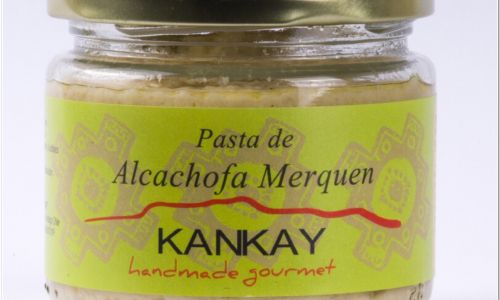 Pasta de
Alcachofa Merquen
KANKAY
handmade gourmet